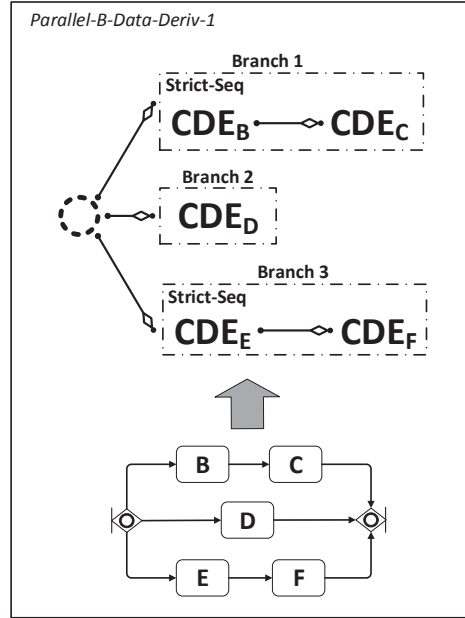 Parallel-B-Data-Deriv-1
Branch 1
Strict-Seq
CDE_B CDE_C
Branch 2
CDE_D
Branch 3
Strict-Seq
CDE_E CDE_F
B C
D
E F